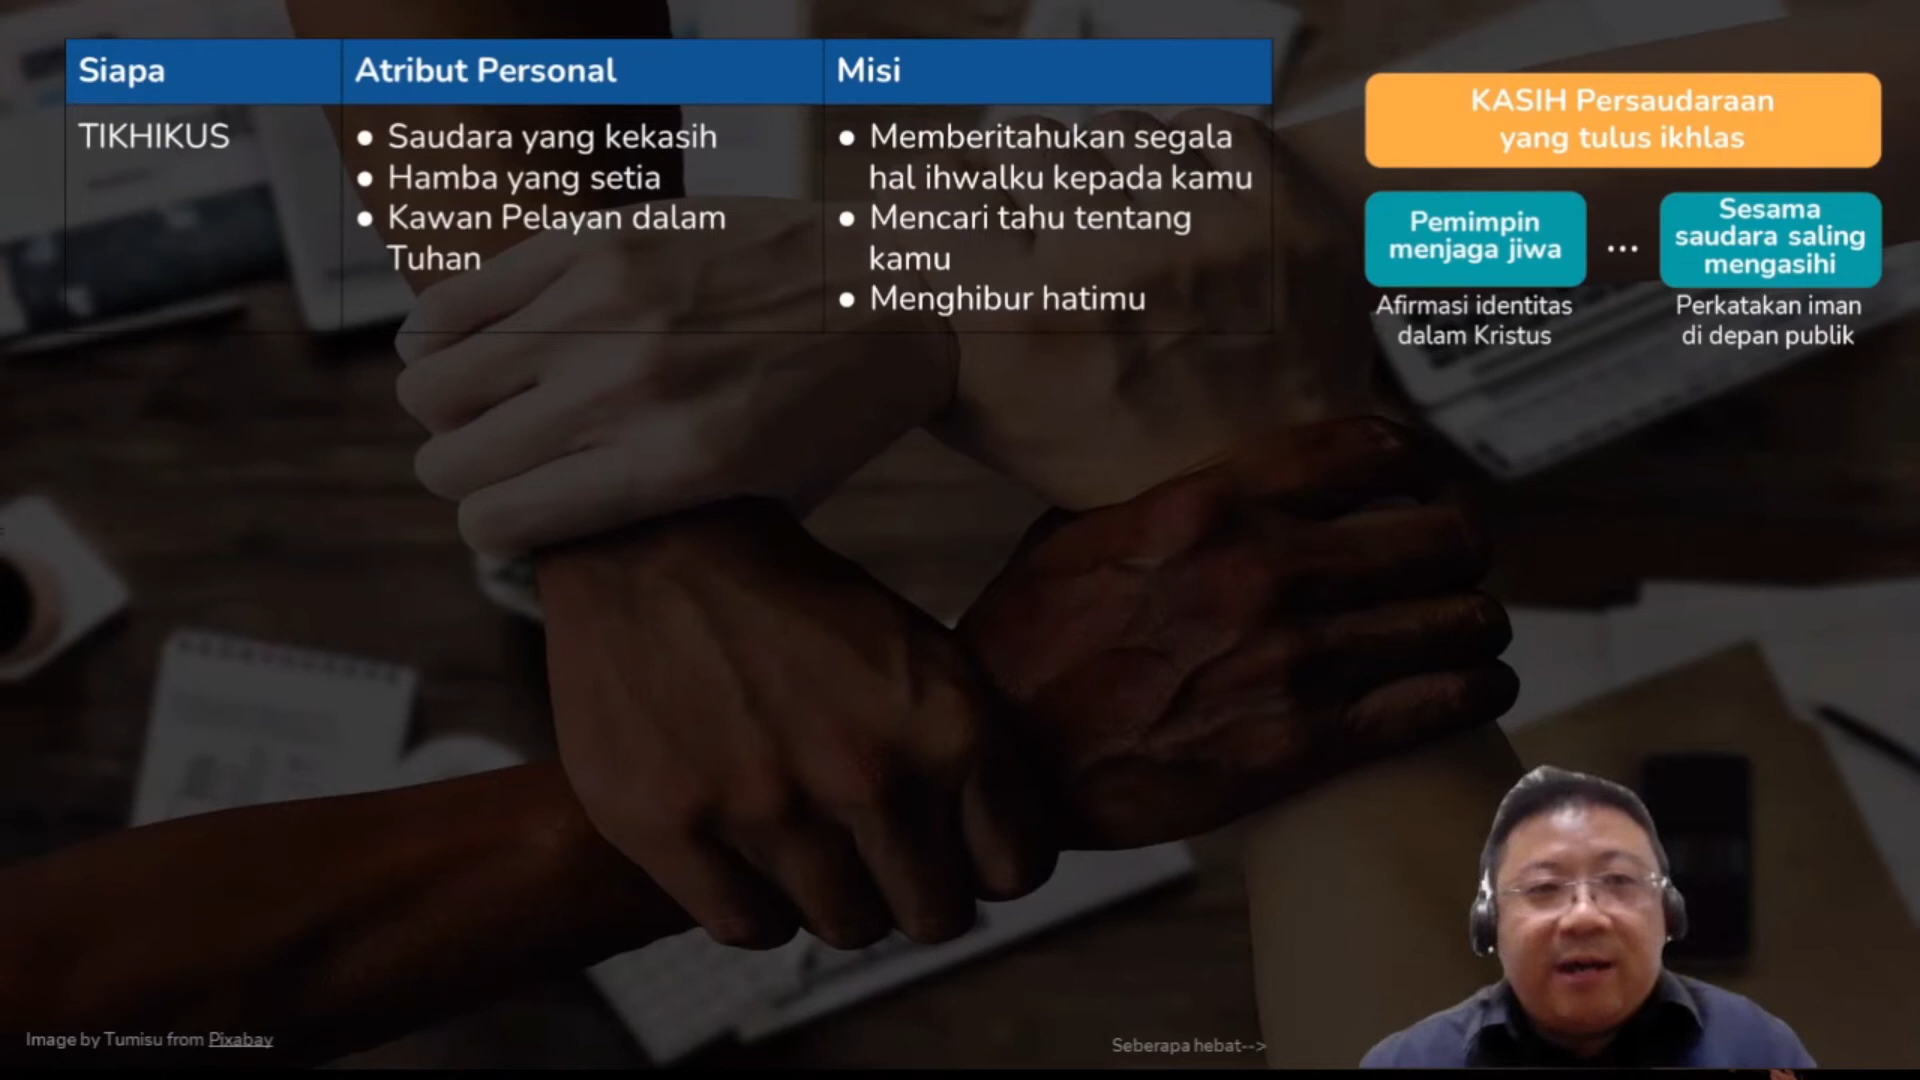 Siapa
Atribut Personal
Misi
TIKHIKUS
● Saudara yang kekasih
● Hamba yang setia
● Kawan Pelayan dalam
Tuhan
● Memberitahukan segala
hal ihwalku kepada kamu
● Mencari tahu tentang
kamu
● Menghibur hatimu
KASIH Persaudaraan
yang tulus ikhlas
Pemimpin
menjaga jiwa
...
Sesama
saudara saling
mengasihi
Afirmasi identitas
dalam Kristus
Perkatakan iman
di depan publik
Image by Tumisu from Pixabay
Seberapa hebat-->